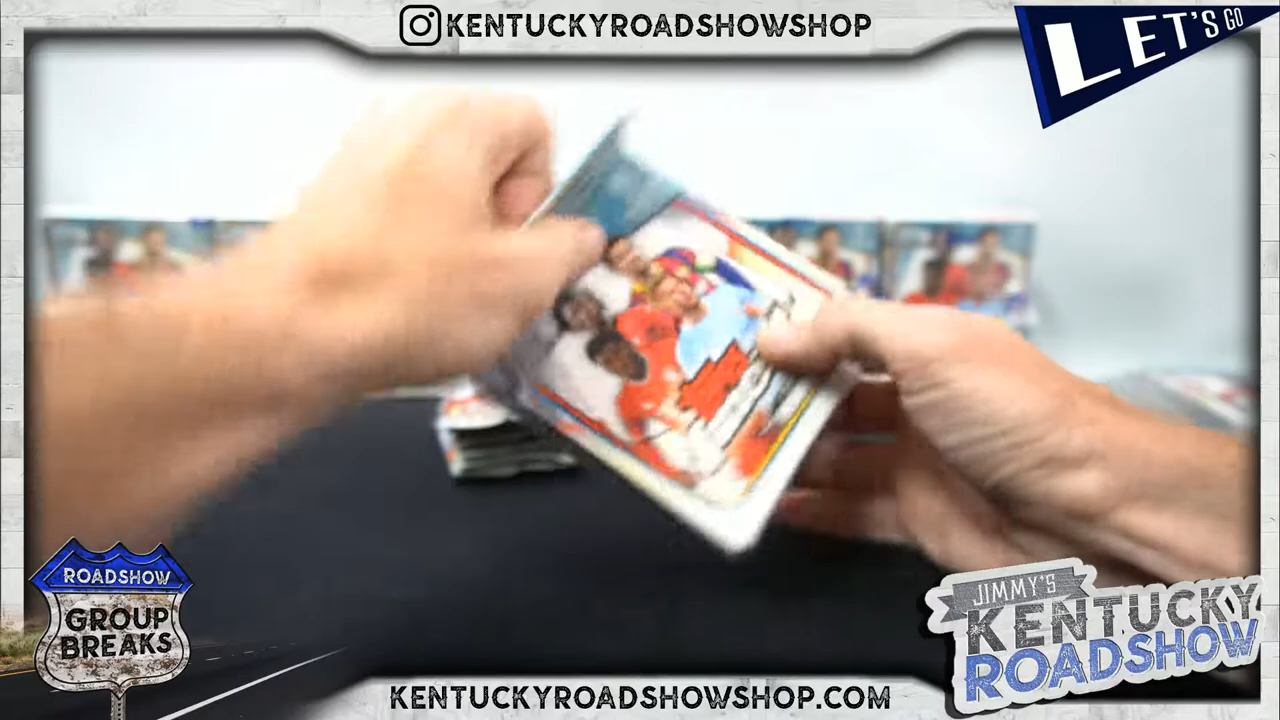 KENTUCKYROADSHOWSHOP
LET'S GO
ROADSHOW
GROUP
BREAKS
JIMMY'S
KENTUCKY
ROADSHOW
KENTUCKYROADSHOWSHOP.COM